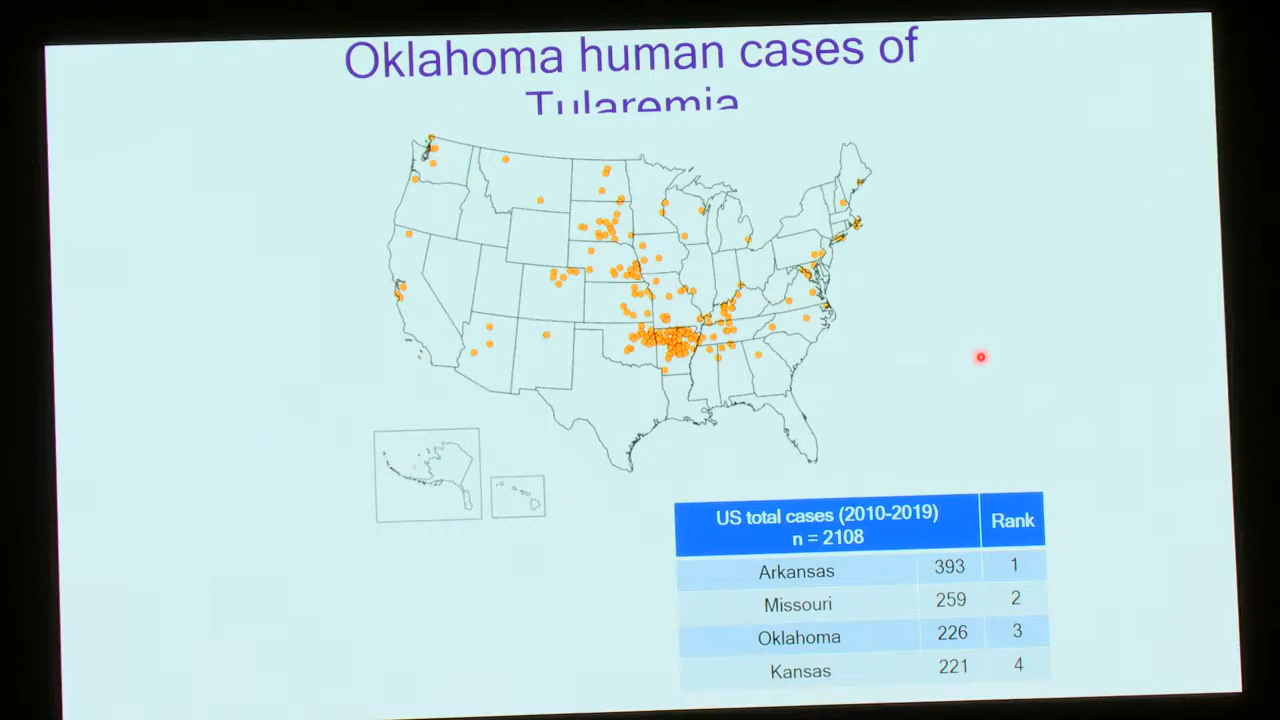 Oklahoma human cases of
Tularemia
US total cases (2010-2019)
n = 2108
Rank
Arkansas 393 1
Missouri 259 2
Oklahoma 226 3
Kansas 221 4